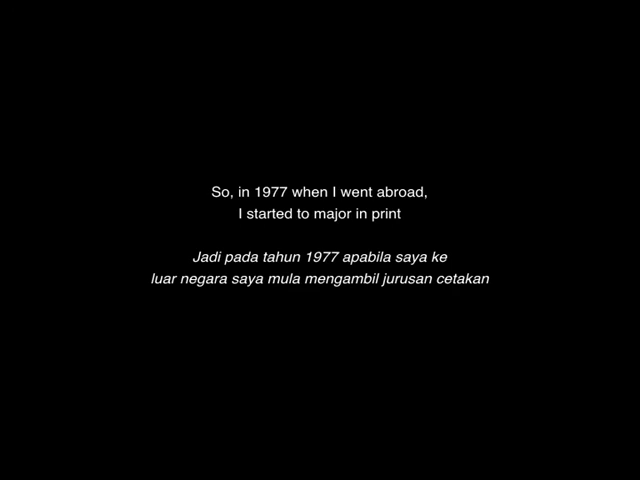 So, in 1977 when I went abroad,
I started to major in print
Jadi pada tahun 1977 apabila saya ke
luar negara saya mula mengambil jurusan cetakan